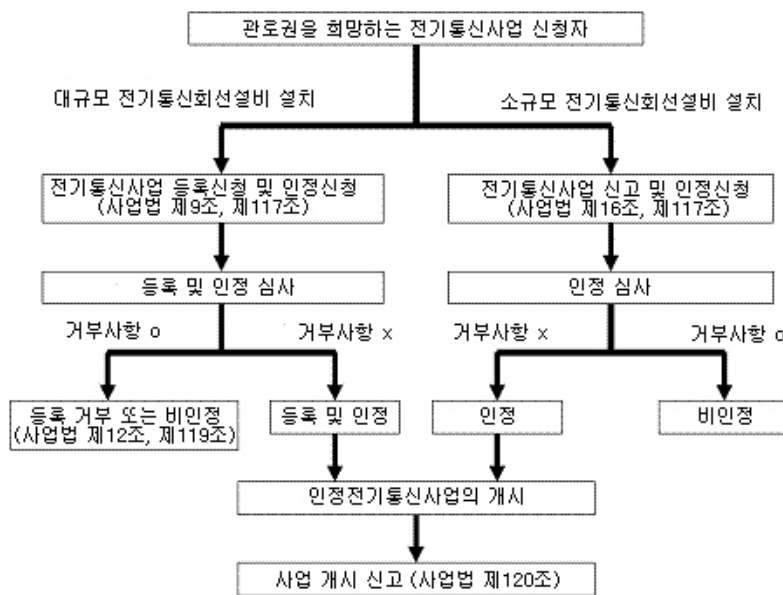 관로권을 희망하는 전기통신사업 신청자
대규모 전기통신회선설비 설치
소규모 전기통신회선설비 설치
전기통신사업 등록신청 및 인정신청
(사업법 제9조, 제117조)
전기통신사업 신고 및 인정신청
(사업법 제16조, 제117조)
등록 및 인정 심사
인정 심사
거부사항 o
거부사항 x
거부사항 x
거부사항 o
등록 거부 또는 비인정
(사업법 제12조, 제119조)
등록 및 인정
인정
비인정
인정전기통신사업의 개시
사업 개시 신고 (사업법 제120조)